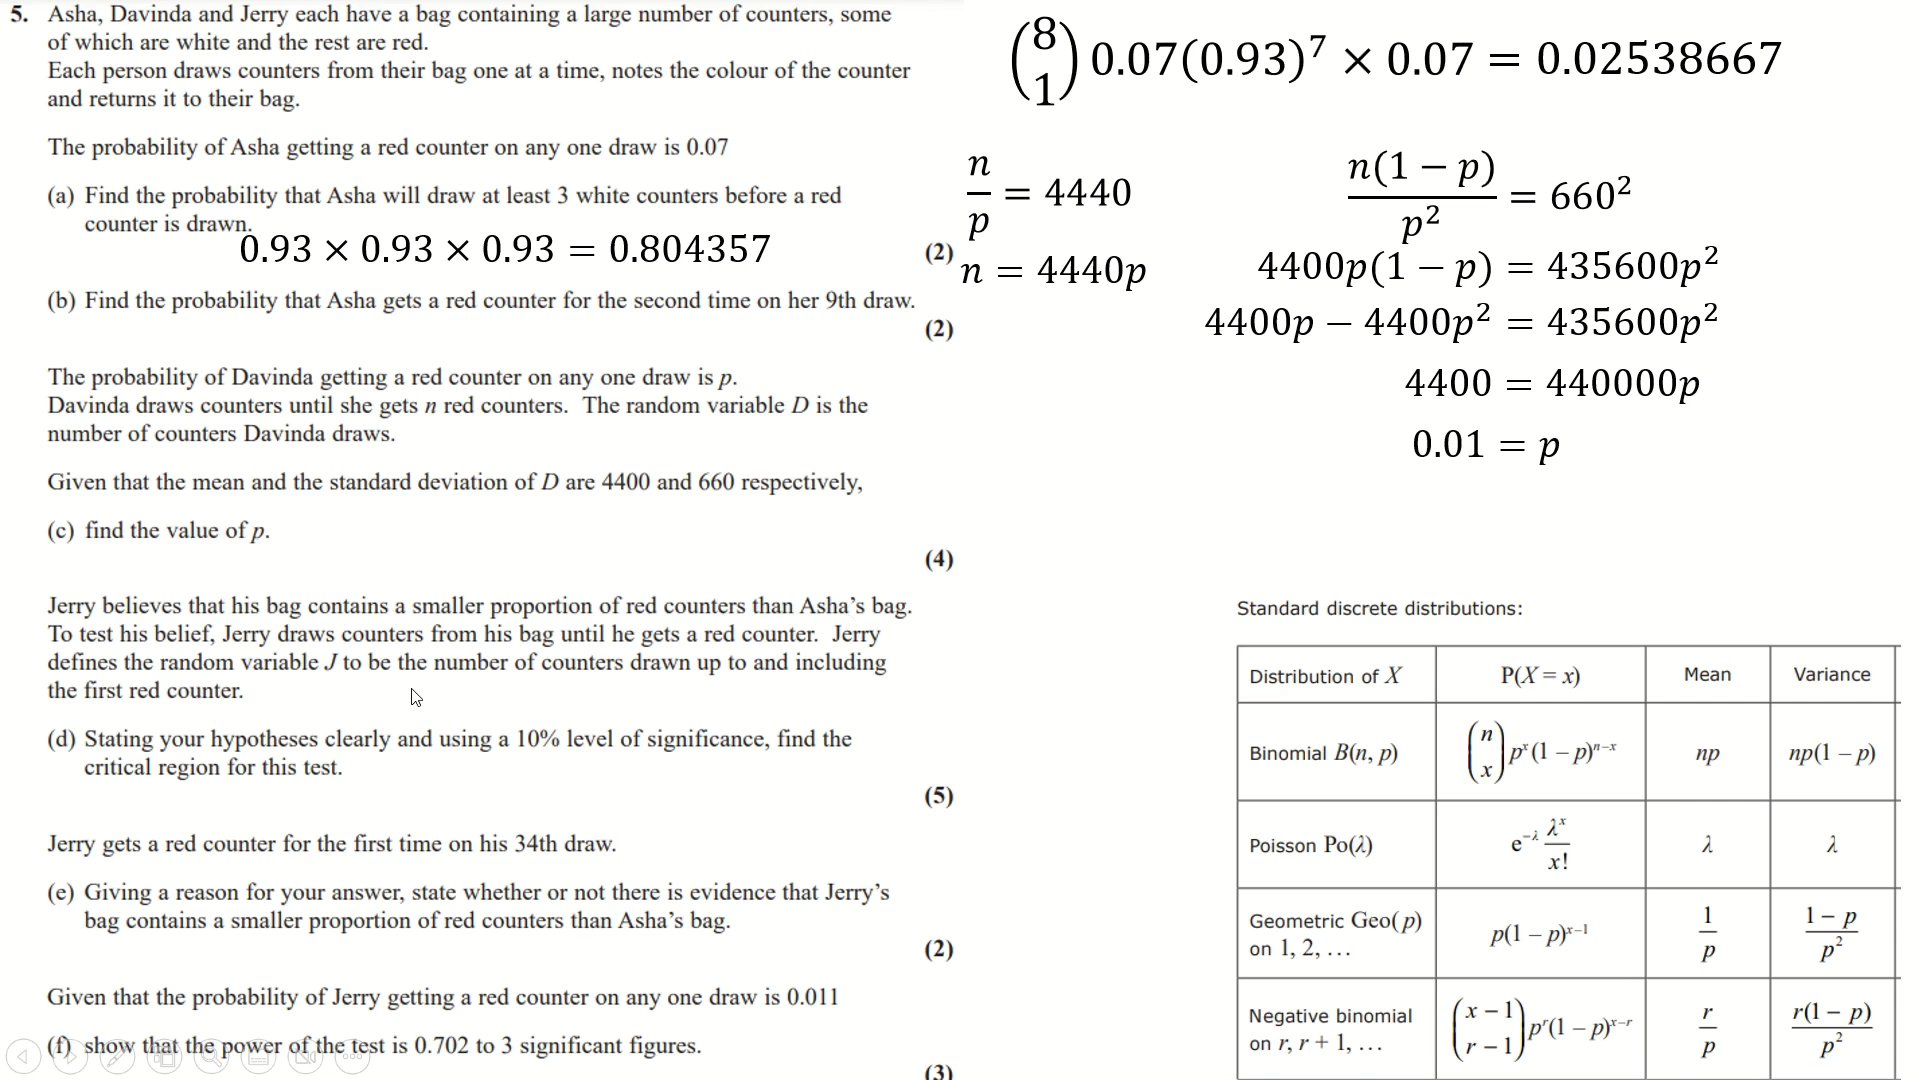 5. Asha, Davinda and Jerry each have a bag containing a large number of counters, some
of which are white and the rest are red.
Each person draws counters from their bag one at a time, notes the colour of the counter
and returns it to their bag.
The probability of Asha getting a red counter on any one draw is 0.07
(a) Find the probability that Asha will draw at least 3 white counters before a red
counter is drawn.
0.93 × 0.93 × 0.93 = 0.804357
(2)
(b) Find the probability that Asha gets a red counter for the second time on her 9th draw.
(2)
The probability of Davinda getting a red counter on any one draw is p.
Davinda draws counters until she gets n red counters. The random variable D is the
number of counters Davinda draws.
Given that the mean and the standard deviation of D are 4400 and 660 respectively,
(c) find the value of p.
(4)
Jerry believes that his bag contains a smaller proportion of red counters than Asha's bag.
To test his belief, Jerry draws counters from his bag until he gets a red counter. Jerry
defines the random variable J to be the number of counters drawn up to and including
the first red counter.
(d) Stating your hypotheses clearly and using a 10% level of significance, find the
critical region for this test.
(5)
Jerry gets a red counter for the first time on his 34th draw.
(e) Giving a reason for your answer, state whether or not there is evidence that Jerry's
bag contains a smaller proportion of red counters than Asha's bag.
(2)
Given that the probability of Jerry getting a red counter on any one draw is 0.011
(f) show that the power of the test is 0.702 to 3 significant figures.
(3)
(8 1) 0.07(0.93)⁷ × 0.07 = 0.02538667
n/p = 4440
n = 4440p
n(1 − p)/p² = 660²
4400p(1 − p) = 435600p²
4400p − 4400p² = 435600p²
4400 = 440000p
0.01 = p
Standard discrete distributions:
Distribution of X P(X = x) Mean Variance
Binomial B(n, p) (n x) pˣ(1 − p)ⁿ⁻ˣ np np(1 − p)
Poisson Po(λ) e^−λ λˣ/x! λ λ
Geometric Geo(p) on 1, 2, … p(1 − p)ˣ⁻¹ 1/p (1 − p)/p²
Negative binomial on r, r + 1, … (x − 1 r − 1) pʳ(1 − p)ˣ⁻ʳ r/p r(1 − p)/p²